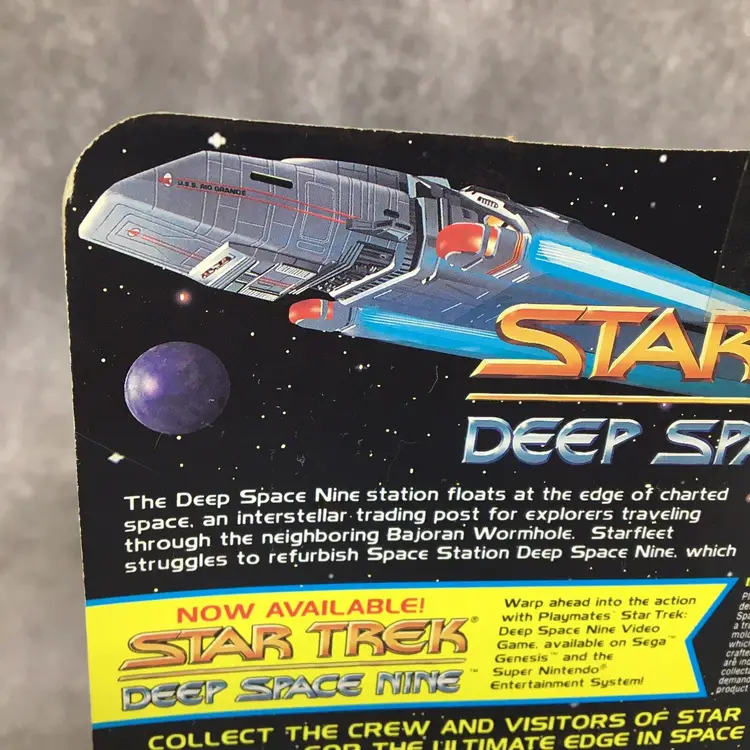 U.S.S. RIO GRANDE
STAR
DEEP SPA
The Deep Space Nine station floats at the edge of charted
space, an interstellar trading post for explorers traveling
through the neighboring Bajoran Wormhole. Starfleet
struggles to refurbish Space Station Deep Space Nine, which
NOW AVAILABLE!
STAR TREK®
DEEP SPACE NINE™
Warp ahead into the action
with Playmates' Star Trek:
Deep Space Nine Video
Game, available on Sega™
Genesis™ and the
Super Nintendo®
Entertainment System!
COLLECT THE CREW AND VISITORS OF STAR
FOR THE ULTIMATE EDGE IN SPACE